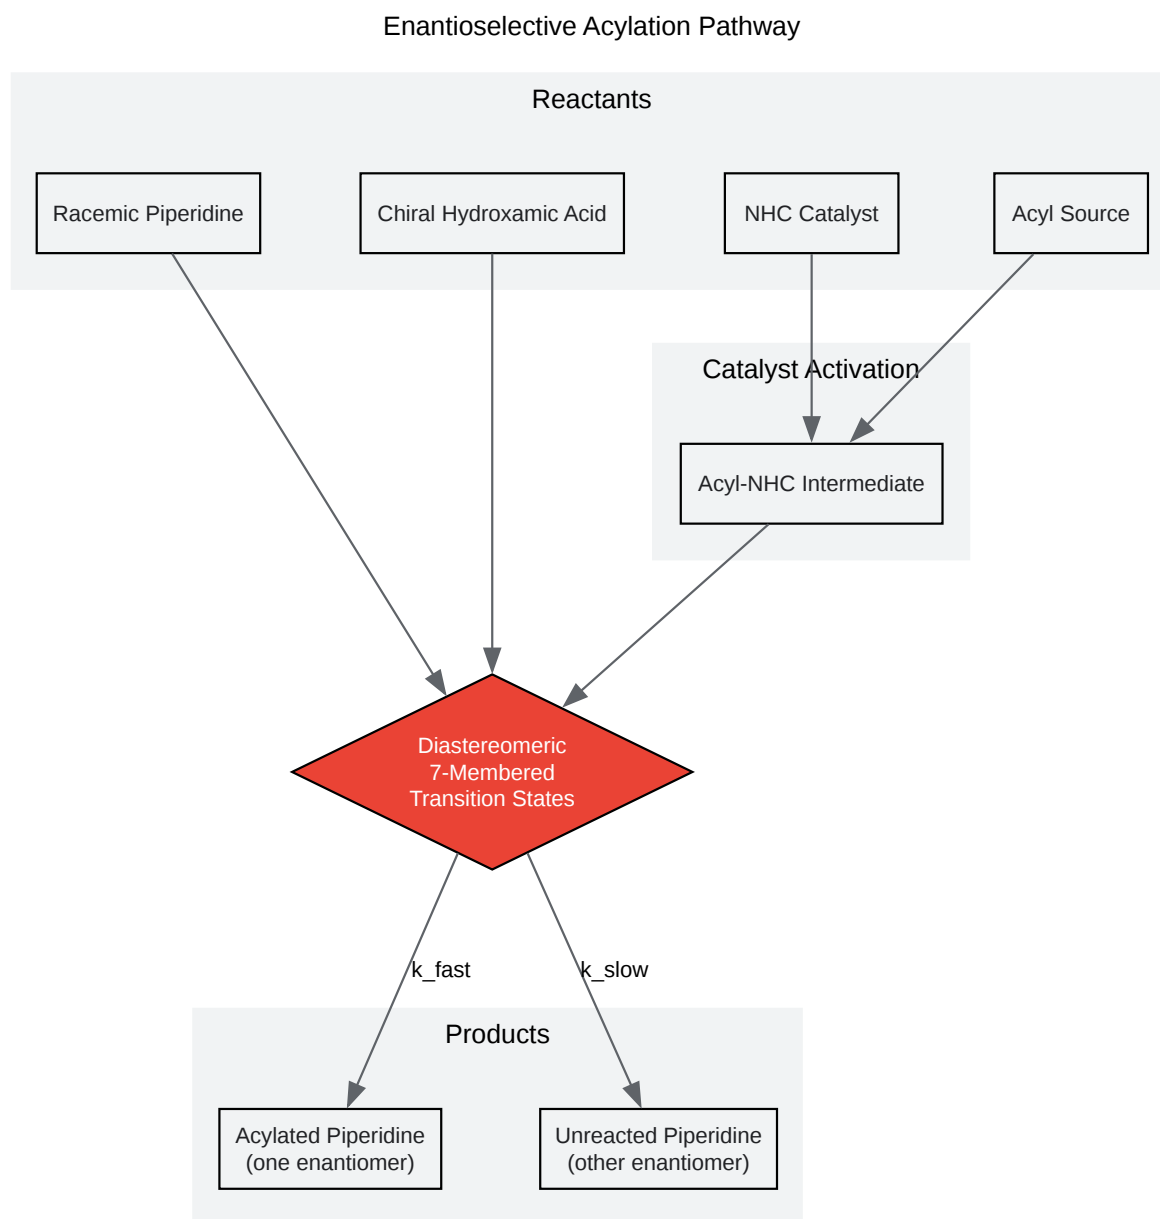 Enantioselective Acylation Pathway
Reactants
Racemic Piperidine
Chiral Hydroxamic Acid
NHC Catalyst
Acyl Source
Catalyst Activation
Acyl-NHC Intermediate
Diastereomeric
7-Membered
Transition States
k_fast
k_slow
Products
Acylated Piperidine
(one enantiomer)
Unreacted Piperidine
(other enantiomer)